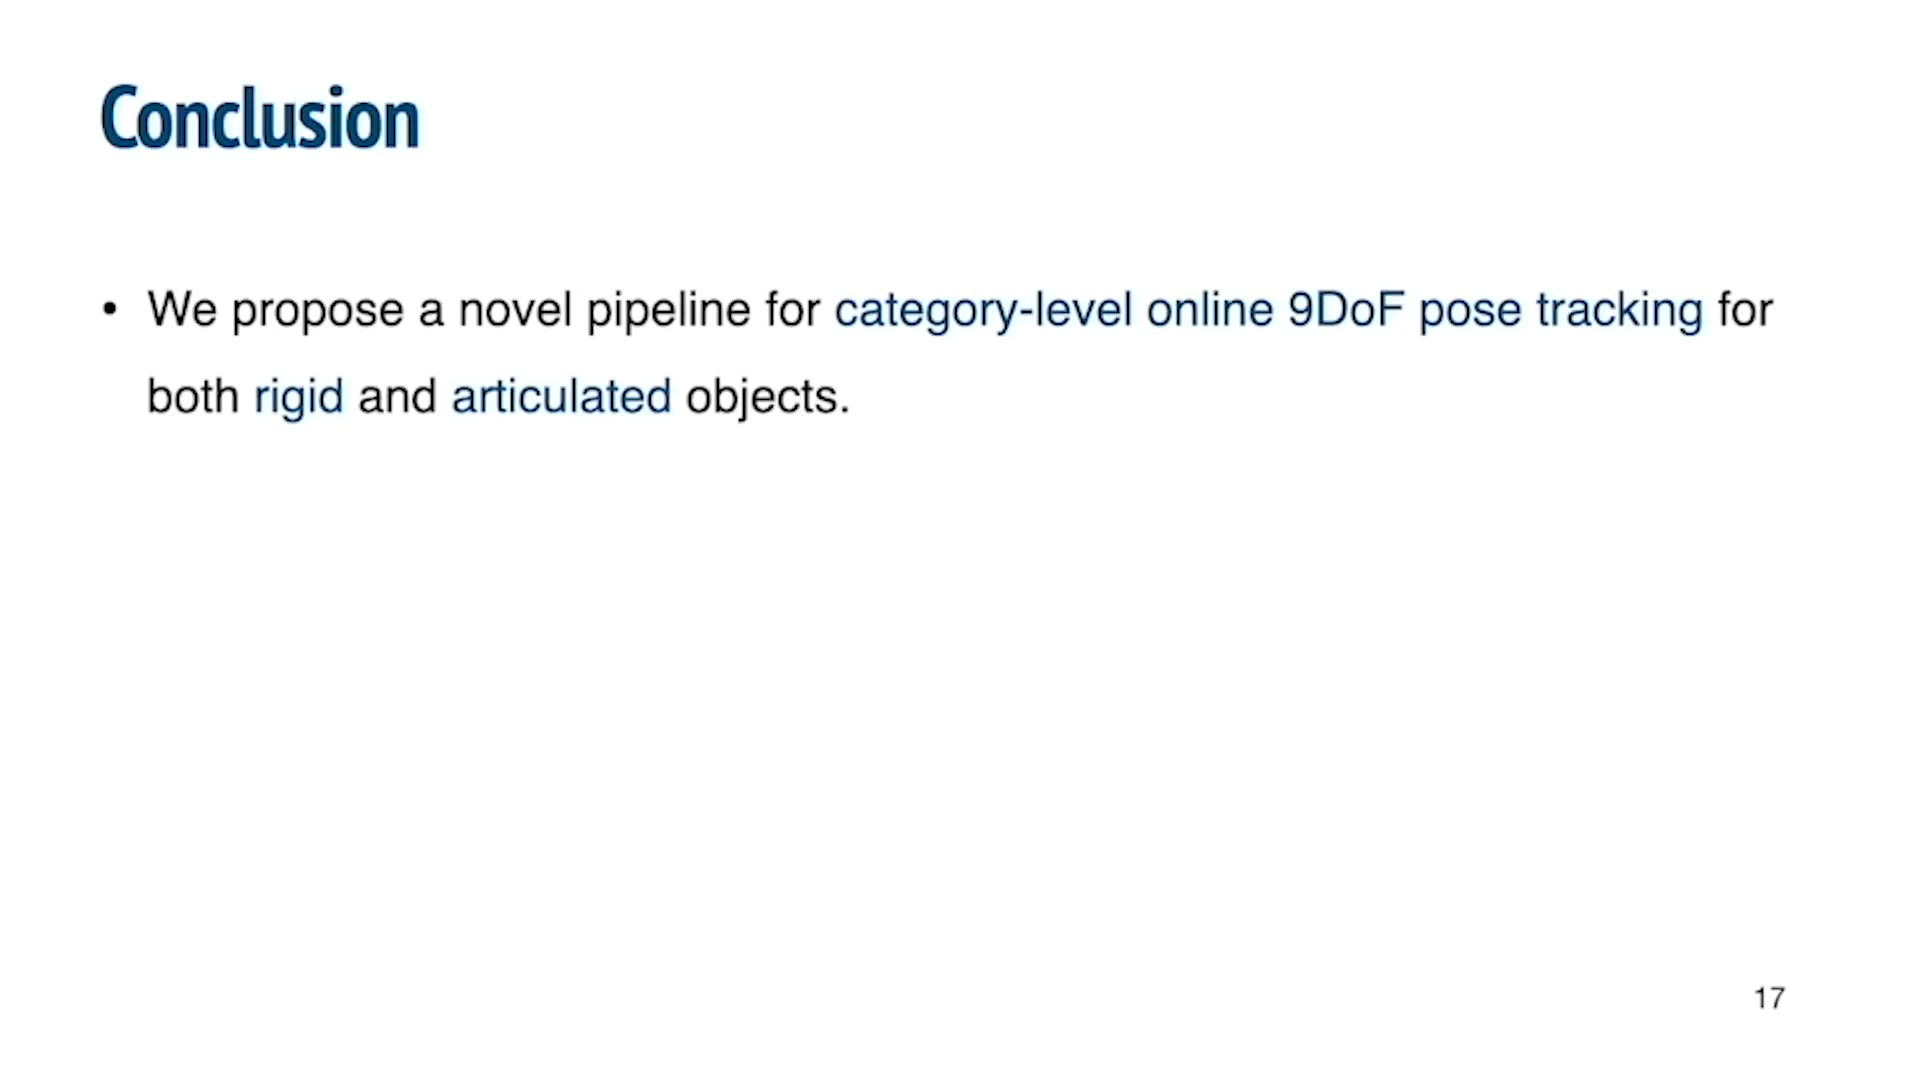 Conclusion
• We propose a novel pipeline for category-level online 9DoF pose tracking for
both rigid and articulated objects.
17